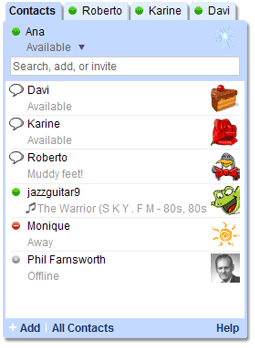 Contacts Roberto Karine Davi
Ana
Available
Search, add, or invite
Davi
Available
Karine
Available
Roberto
Muddy feet!
jazzguitar9
The Warrior (S K Y . F M - 80s, 80s
Monique
Away
Phil Farnsworth
Offline
+ Add | All Contacts Help